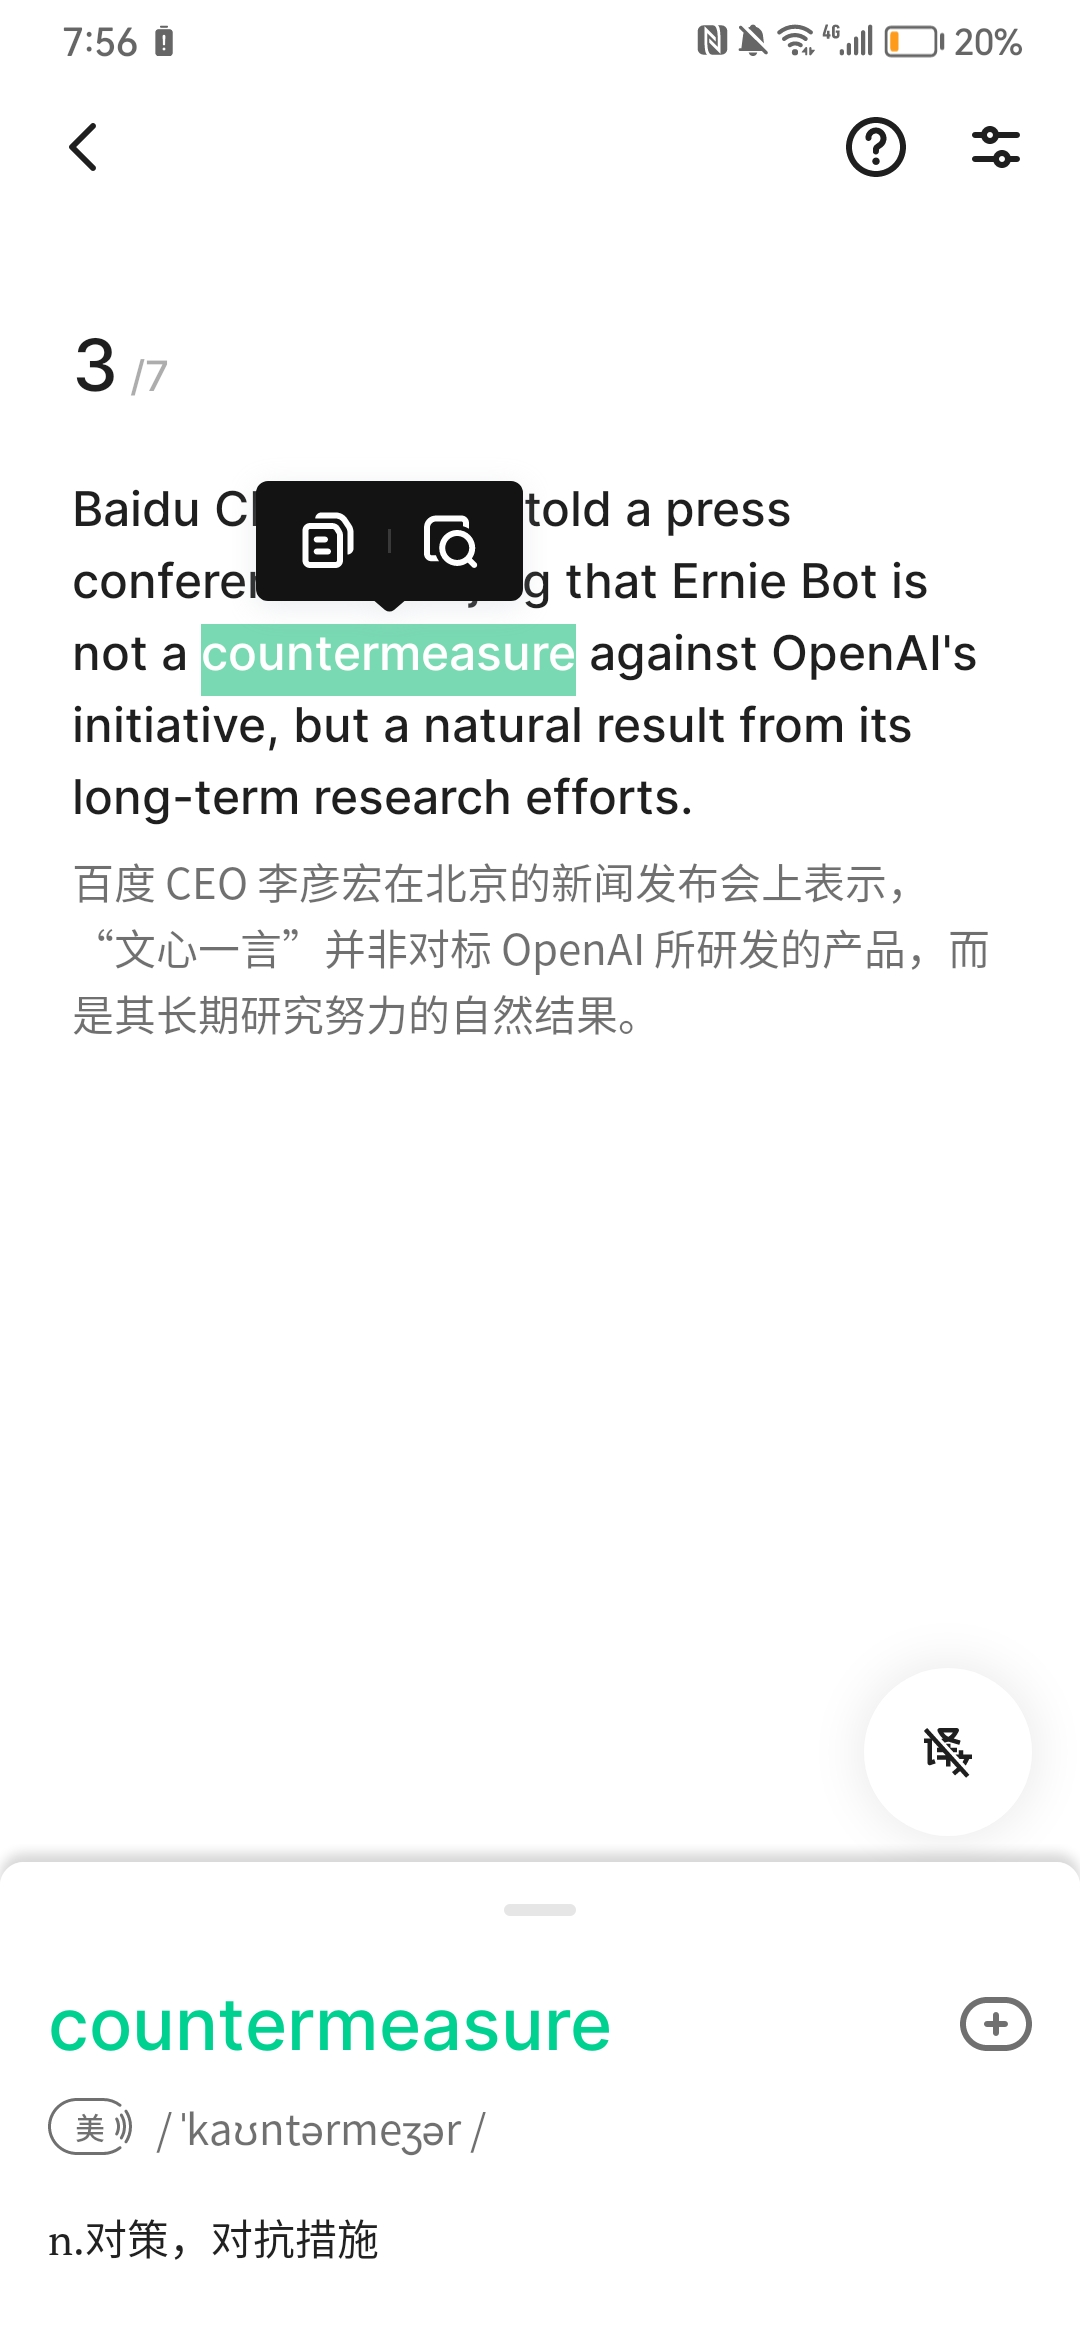 7:56
4G 20%
3 /7
Baidu told a press
that Ernie Bot is
not a countermeasure against OpenAI's
initiative, but a natural result from its
long-term research efforts.
百度 CEO 李彦宏在北京的新闻发布会上表示，
“文心一言”并非对标 OpenAI 所研发的产品，而
是其长期研究努力的自然结果。
countermeasure
美 / ˈkaʊntərmeʒər /
n.对策，对抗措施